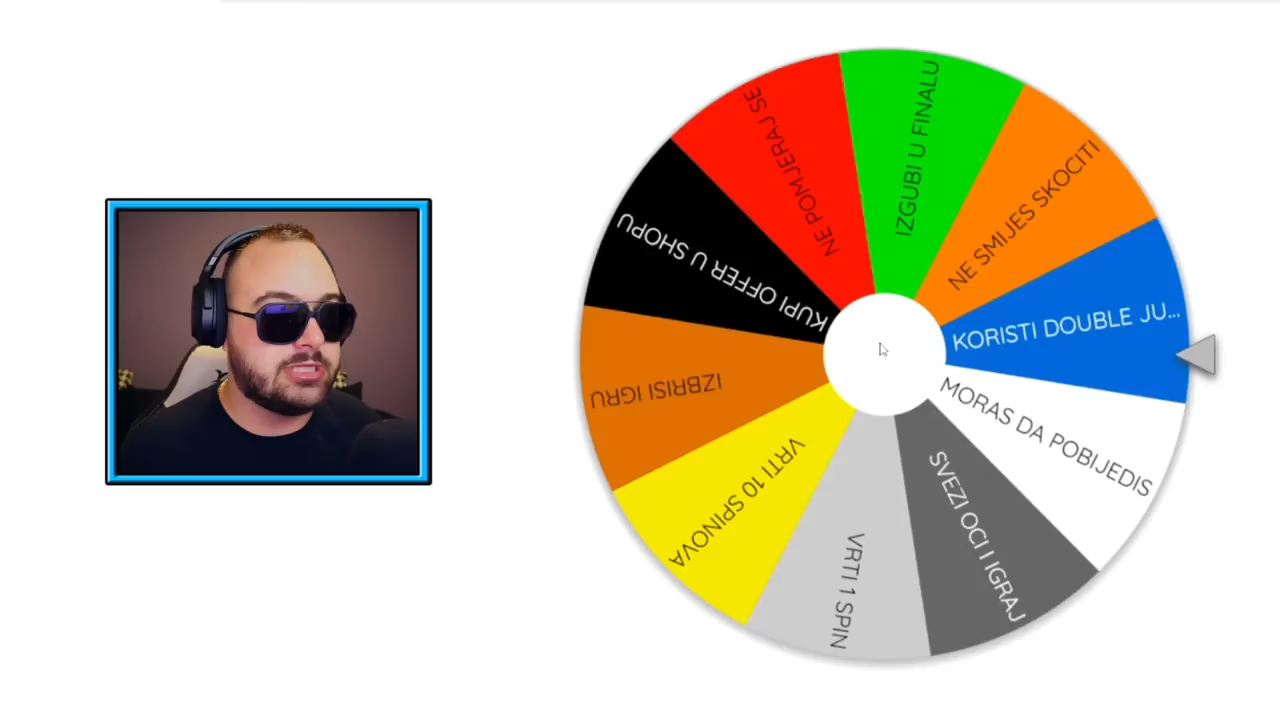 IZGUBI U FINALU
NE SMIJES SKOCITI
KORISTI DOUBLE JU...
MORAS DA POBIJEDIS
SVEZI OCI I IGRAJ
VRTI 1 SPIN
VRTI 10 SPINOVA
IZBRISI IGRU
KUPI OFFER U SHOPU
NE POMJERAJ SE